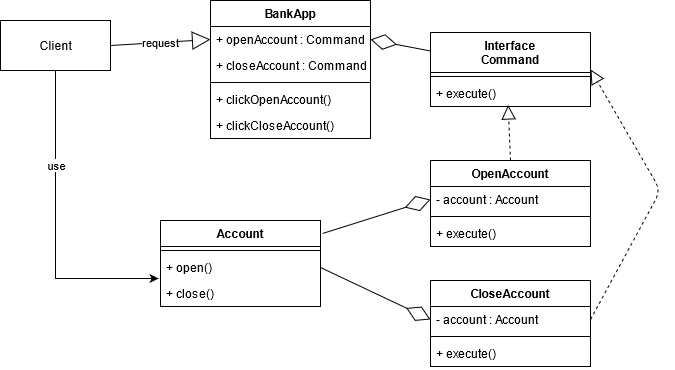 Client
request
BankApp
+ openAccount : Command
+ closeAccount : Command
+ clickOpenAccount()
+ clickCloseAccount()
Interface
Command
+ execute()
use
OpenAccount
- account : Account
+ execute()
Account
+ open()
+ close()
CloseAccount
- account : Account
+ execute()